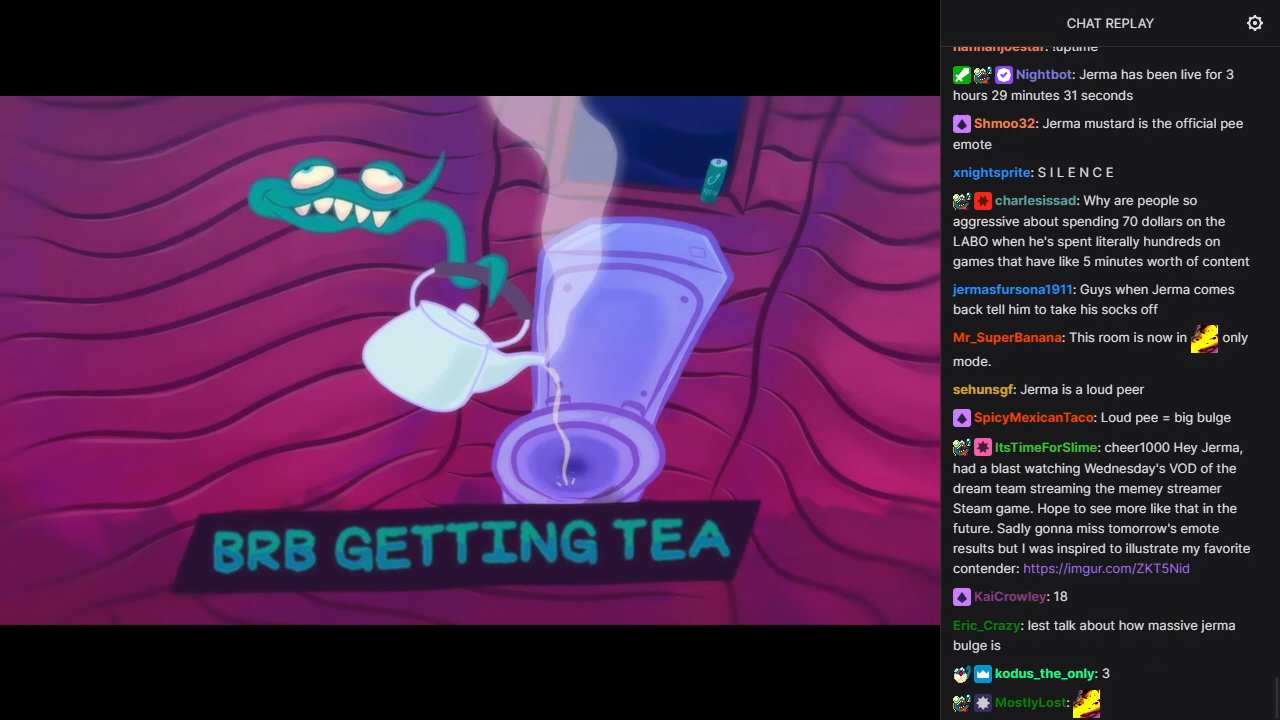 BRB GETTING TEA
CHAT REPLAY
hannahjoestar: !uptime
Nightbot: Jerma has been live for 3
hours 29 minutes 31 seconds
Shmoo32: Jerma mustard is the official pee
emote
xnightsprite: S I L E N C E
charlesissad: Why are people so
aggressive about spending 70 dollars on the
LABO when he's spent literally hundreds on
games that have like 5 minutes worth of content
jermasfursona1911: Guys when Jerma comes
back tell him to take his socks off
Mr_SuperBanana: This room is now in only
mode.
sehunsgf: Jerma is a loud peer
SpicyMexicanTaco: Loud pee = big bulge
ItsTimeForSlime: cheer1000 Hey Jerma,
had a blast watching Wednesday's VOD of the
dream team streaming the memey streamer
Steam game. Hope to see more like that in the
future. Sadly gonna miss tomorrow's emote
results but I was inspired to illustrate my favorite
contender: https://imgur.com/ZKT5Nid
KaiCrowley: 18
Eric_Crazy: lest talk about how massive jerma
bulge is
kodus_the_only: 3
MostlyLost: